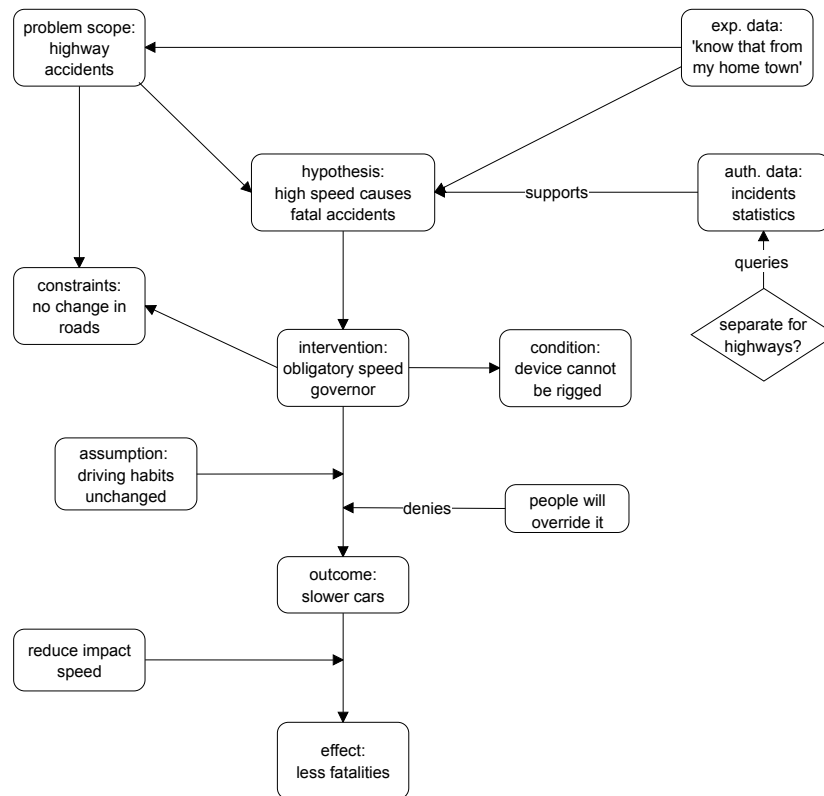 problem scope:
highway
accidents
exp. data:
'know that from
my home town'
hypothesis:
high speed causes
fatal accidents
supports
auth. data:
incidents
statistics
queries
constraints:
no change in
roads
separate for
highways?
intervention:
obligatory speed
governor
condition:
device cannot
be rigged
assumption:
driving habits
unchanged
denies
people will
override it
outcome:
slower cars
reduce impact
speed
effect:
less fatalities